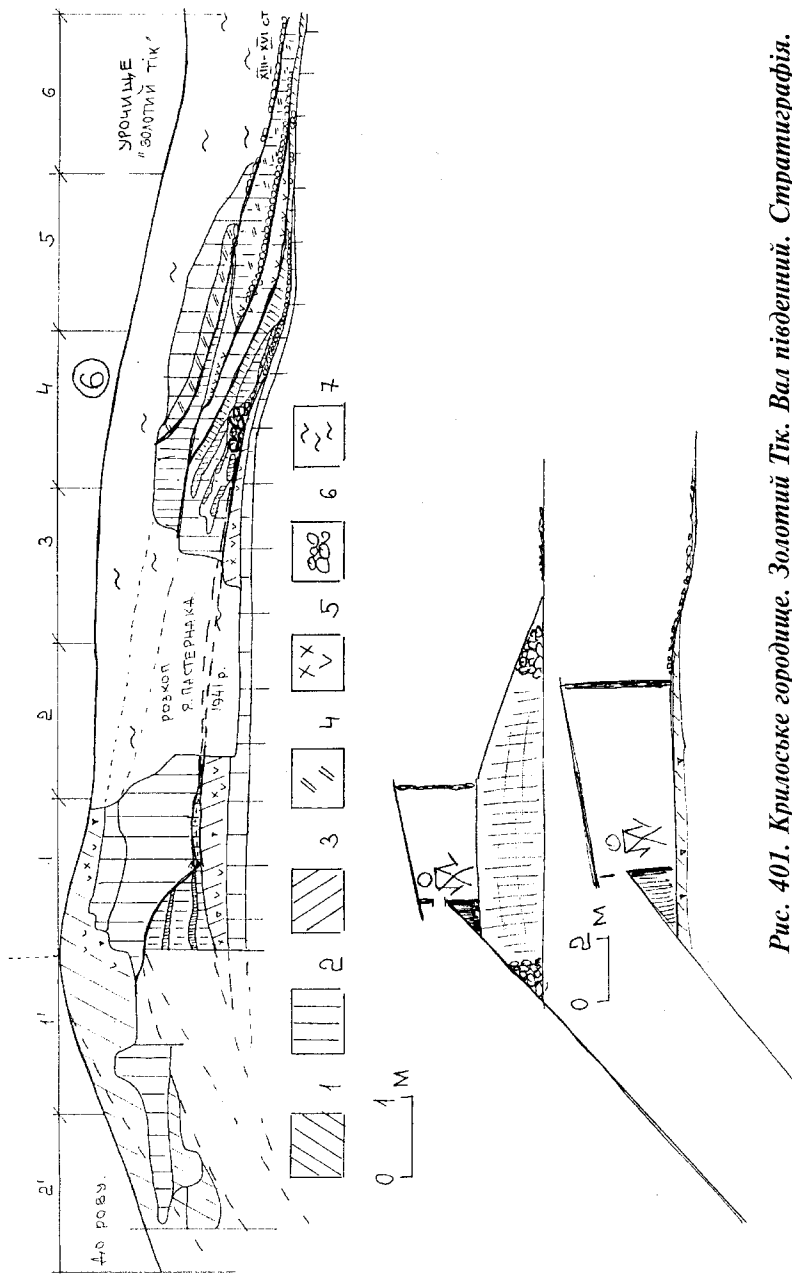 2' 1' 1 2 3 4 5 6
До рову.
⑥
УРОЧИЩЕ
"ЗОЛОТИЙ ТІК"
РОЗКОП
Я. ПАСТЕРНАКА
1941 р.
XIII-XVI СТ
1 2 3 4 5 6 7
0 1 М
0 2 М
Рис. 401. Крилоське городище. Золотий Тік. Вал південний. Стратиграфія.